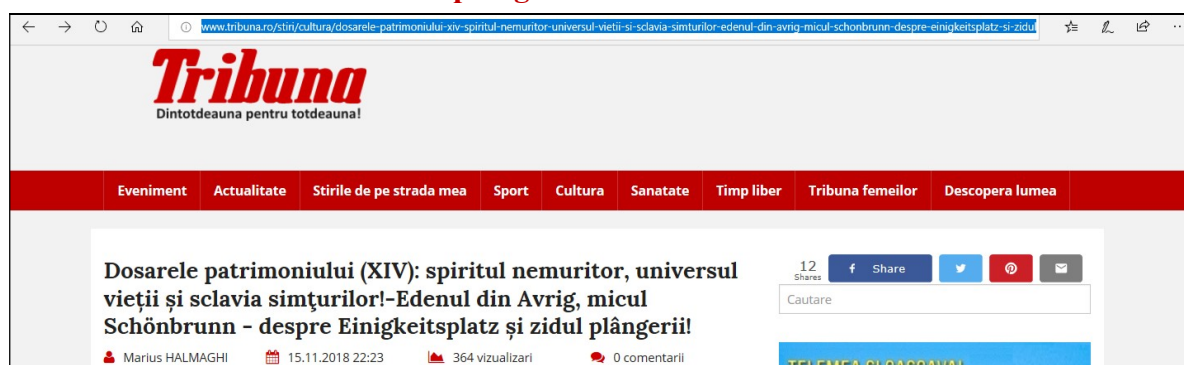 www.tribuna.ro/stiri/cultura/dosarele-patrimoniului-xiv-spiritul-nemuritor-universul-vietii-si-sclavia-simturilor-edenul-din-avrig-micul-schonbrunn-despre-einigkeitsplatz-si-zidul
Tribuna
Dintotdeauna pentru totdeauna!
Eveniment Actualitate Stirile de pe strada mea Sport Cultura Sanatate Timp liber Tribuna femeilor Descopera lumea
Dosarele patrimoniului (XIV): spiritul nemuritor, universul
vieții și sclavia simţurilor!-Edenul din Avrig, micul
Schönbrunn - despre Einigkeitsplatz și zidul plângerii!
Marius HALMAGHI 15.11.2018 22:23 364 vizualizari 0 comentarii
12
Shares
Share
Cautare